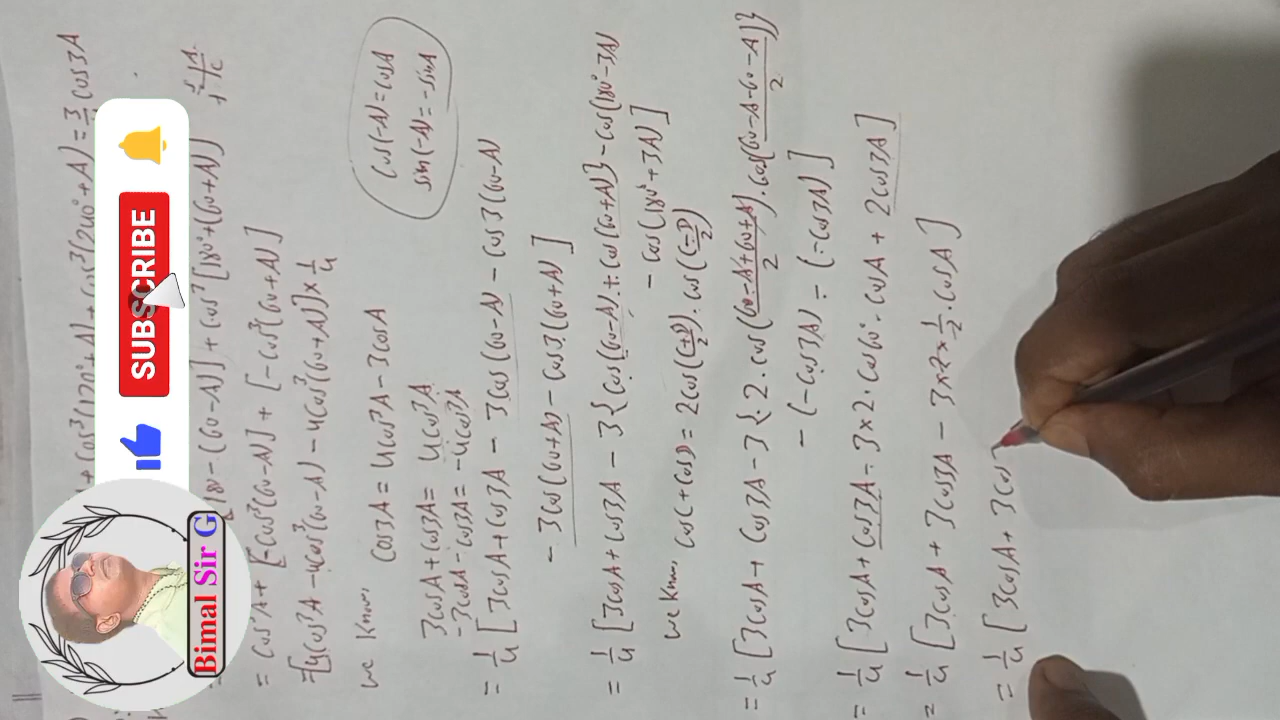 A + cos³(120°+A) + cos³(240°+A) = 3/4 cos3A
180-(60-A)] + cos³[180°+(60+A)]
= cos³A + [-cos³(60-A)] + [-cos³(60+A)]
=[4cos³A - 4cos³(60-A) - 4cos³(60+A)]×1/4
we know
cos3A = 4cos³A - 3cosA
3cosA + cos3A = 4cos³A
-3cosA - cos3A = -4cos³A
cos(-A) = cosA
sin(-A) = -sinA
= 1/4 [3cosA + cos3A - 3cos(60-A) - cos3(60-A)
- 3cos(60+A) - cos3(60+A)]
= 1/4 [3cosA + cos3A - 3{cos(60-A) + cos(60+A)} - cos(180°-3A)
- cos(180°+3A)]
we know cosC + cosD = 2cos(C+D/2).cos(C-D/2)
= 1/4 [3cosA + cos3A - 3{2.cos(60-A+60+A/2).cos(60-A-60-A/2)}
- (-cos3A) - (-cos3A)]
= 1/4 [3cosA + cos3A - 3×2.cos60°.cosA + 2cos3A]
= 1/4 [3cosA + 3cos3A - 3×2×1/2.cosA]
= 1/4 [3cosA + 3cos
SUBSCRIBE
Bimal Sir G